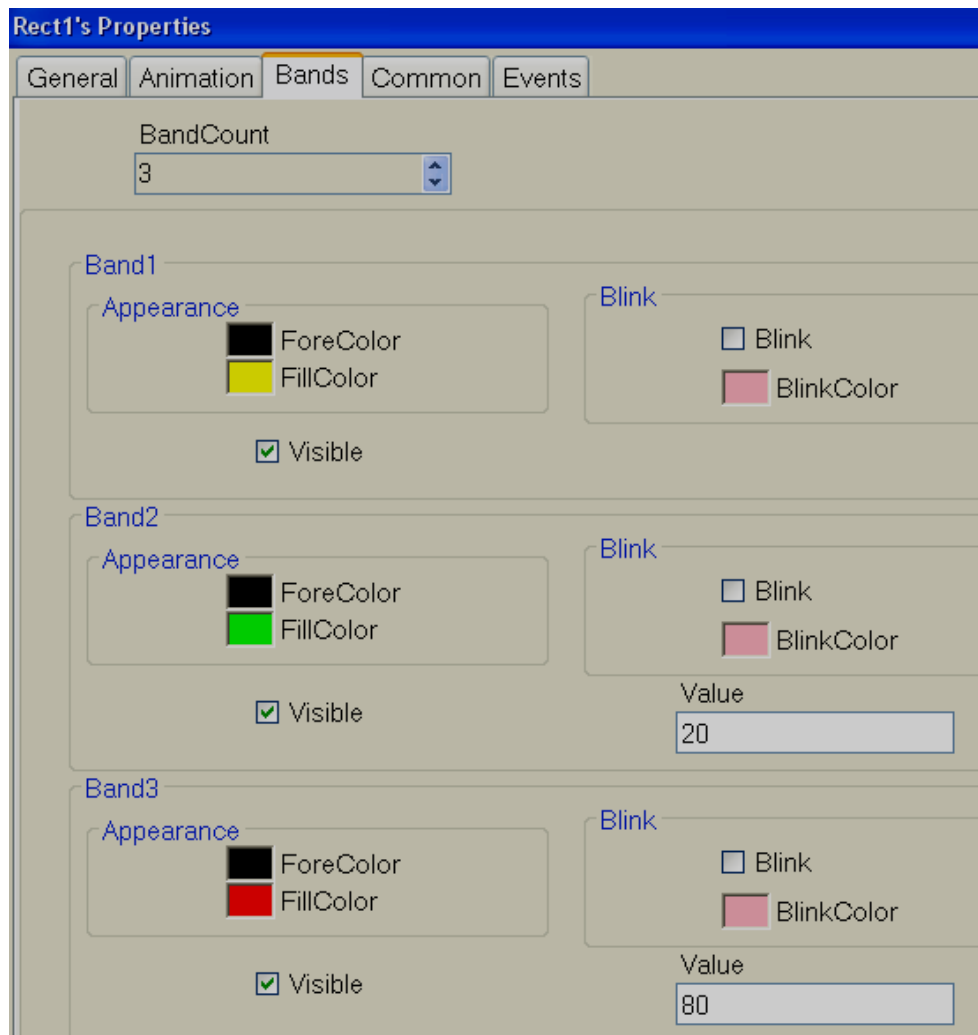 Rect1's Properties
General Animation Bands Common Events
BandCount
3
Band1
Appearance
ForeColor
FillColor
Visible
Blink
Blink
BlinkColor
Band2
Appearance
ForeColor
FillColor
Visible
Blink
Blink
BlinkColor
Value
20
Band3
Appearance
ForeColor
FillColor
Visible
Blink
Blink
BlinkColor
Value
80